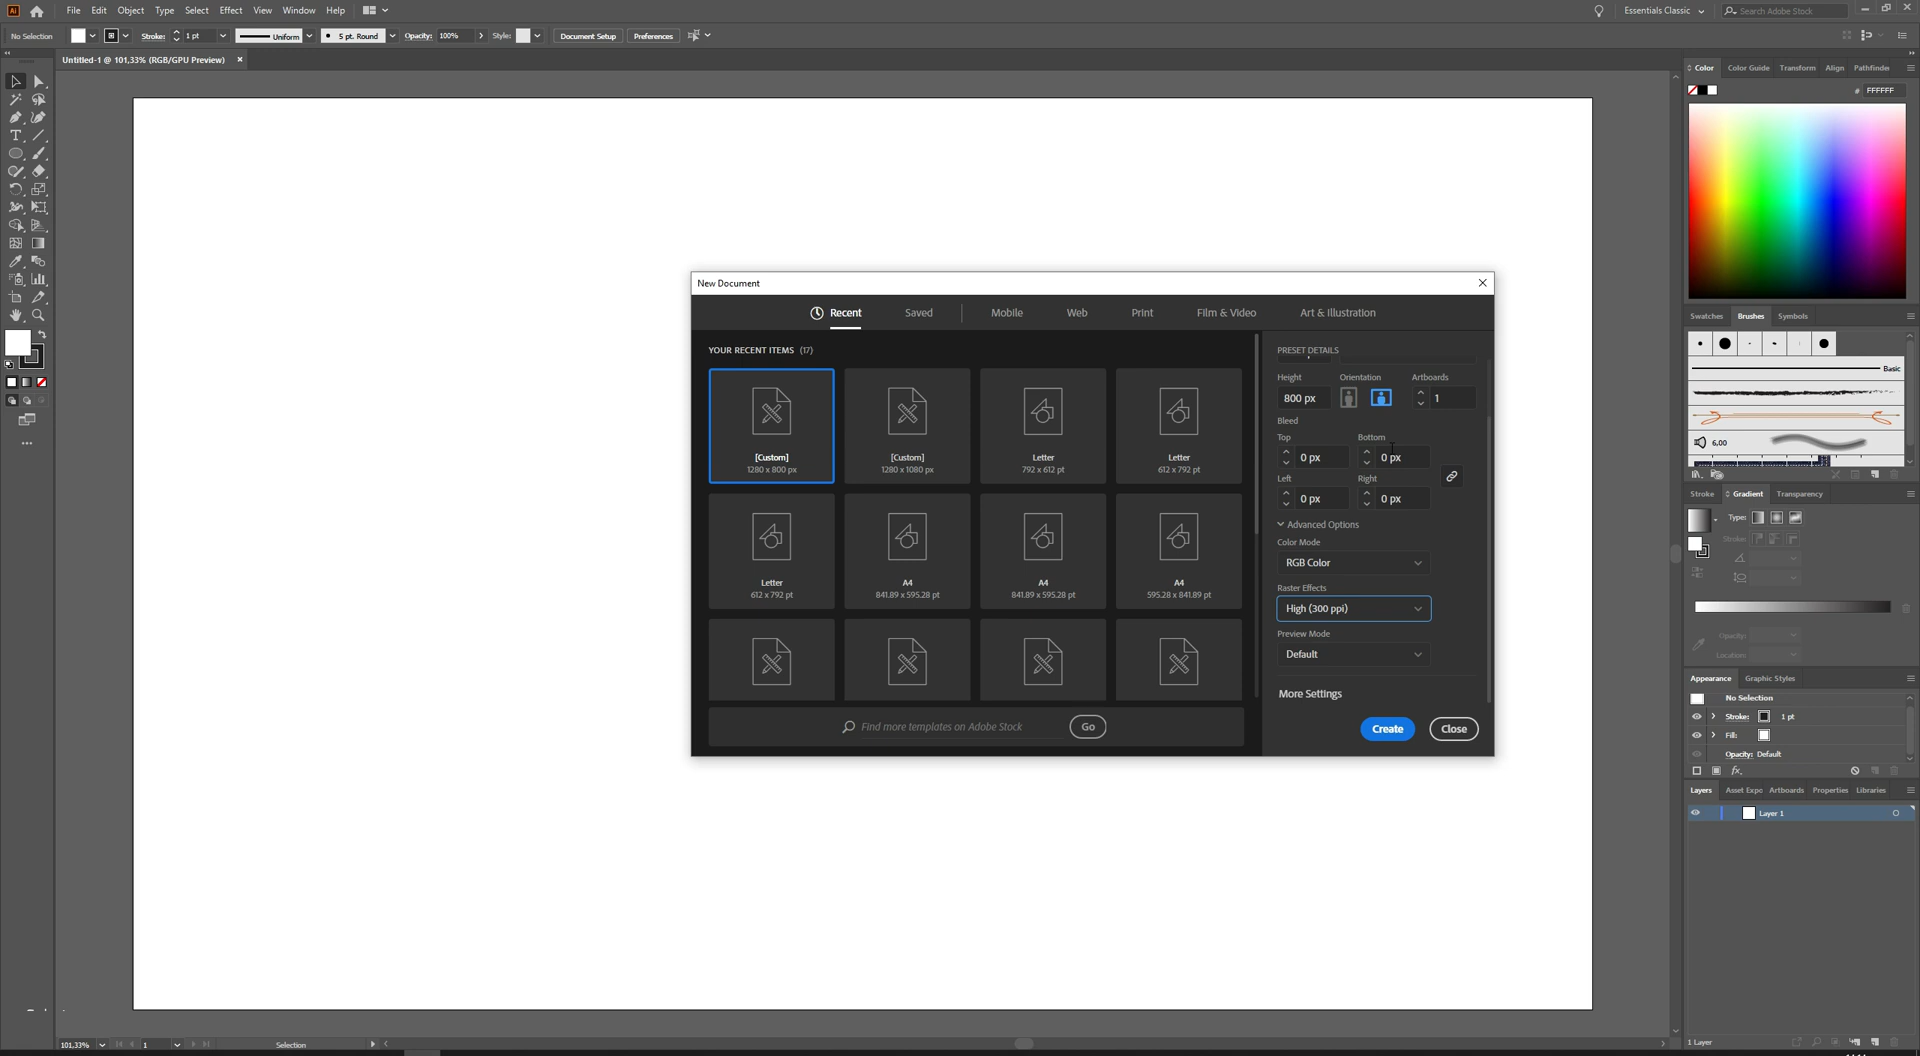 Ai File Edit Object Type Select Effect View Window Help Essentials Classic Search Adobe Stock
No Selection Stroke: 1 pt Uniform 5 pt. Round Opacity: 100% Style: Document Setup Preferences
Untitled-1 @ 101,33% (RGB/GPU Preview)
New Document
Recent Saved Mobile Web Print Film & Video Art & Illustration
YOUR RECENT ITEMS (17)
[Custom]
1280 x 800 px
[Custom]
1280 x 1080 px
Letter
792 x 612 pt
Letter
612 x 792 pt
Letter
612 x 792 pt
A4
841.89 x 595.28 pt
A4
841.89 x 595.28 pt
A4
595.28 x 841.89 pt
Find more templates on Adobe Stock Go
PRESET DETAILS
Height Orientation Artboards
800 px 1
Bleed
Top Bottom
0 px 0 px
Left Right
0 px 0 px
Advanced Options
Color Mode
RGB Color
Raster Effects
High (300 ppi)
Preview Mode
Default
More Settings
Create Close
Color Color Guide Transform Align Pathfinder
# FFFFFF
Swatches Brushes Symbols
Basic
6,00
Stroke Gradient Transparency
Type:
Stroke:
Opacity:
Location:
Appearance Graphic Styles
No Selection
Stroke: 1 pt
Fill:
Opacity: Default
fx
Layers Asset Expo Artboards Properties Libraries
Layer 1
1 Layer
101,33% 1 Selection